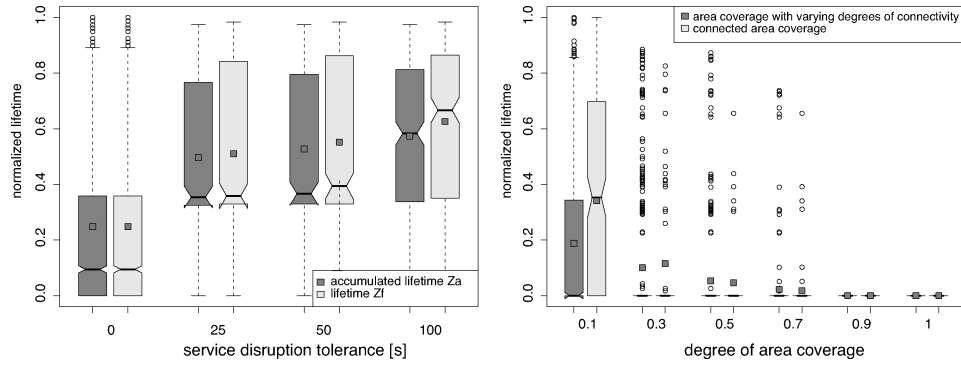 normalized lifetime
0.0
0.2
0.4
0.6
0.8
1.0
0
25
50
100
service disruption tolerance [s]
accumulated lifetime Za
lifetime Zf
normalized lifetime
0.0
0.2
0.4
0.6
0.8
1.0
0.1
0.3
0.5
0.7
0.9
1
degree of area coverage
area coverage with varying degrees of connectivity
connected area coverage